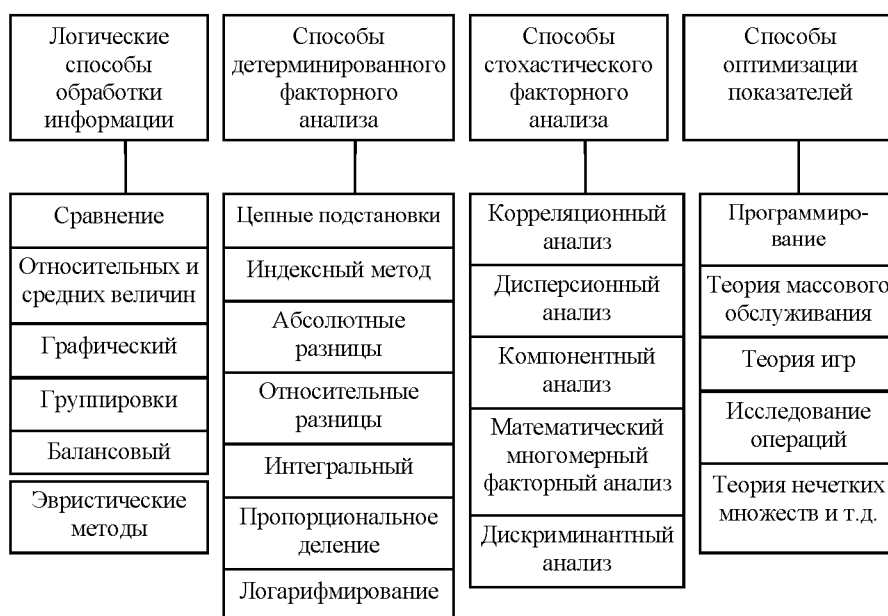 Логические
способы
обработки
информации
Способы
детерминированного
факторного
анализа
Способы
стохастического
факторного
анализа
Способы
оптимизации
показателей
Сравнение
Относительных и
средних величин
Графический
Группировки
Балансовый
Эвристические
методы
Цепные подстановки
Индексный метод
Абсолютные
разницы
Относительные
разницы
Интегральный
Пропорциональное
деление
Логарифмирование
Корреляционный
анализ
Дисперсионный
анализ
Компонентный
анализ
Математический
многомерный
факторный анализ
Дискриминантный
анализ
Программиро-
вание
Теория массового
обслуживания
Теория игр
Исследование
операций
Теория нечетких
множеств и т.д.